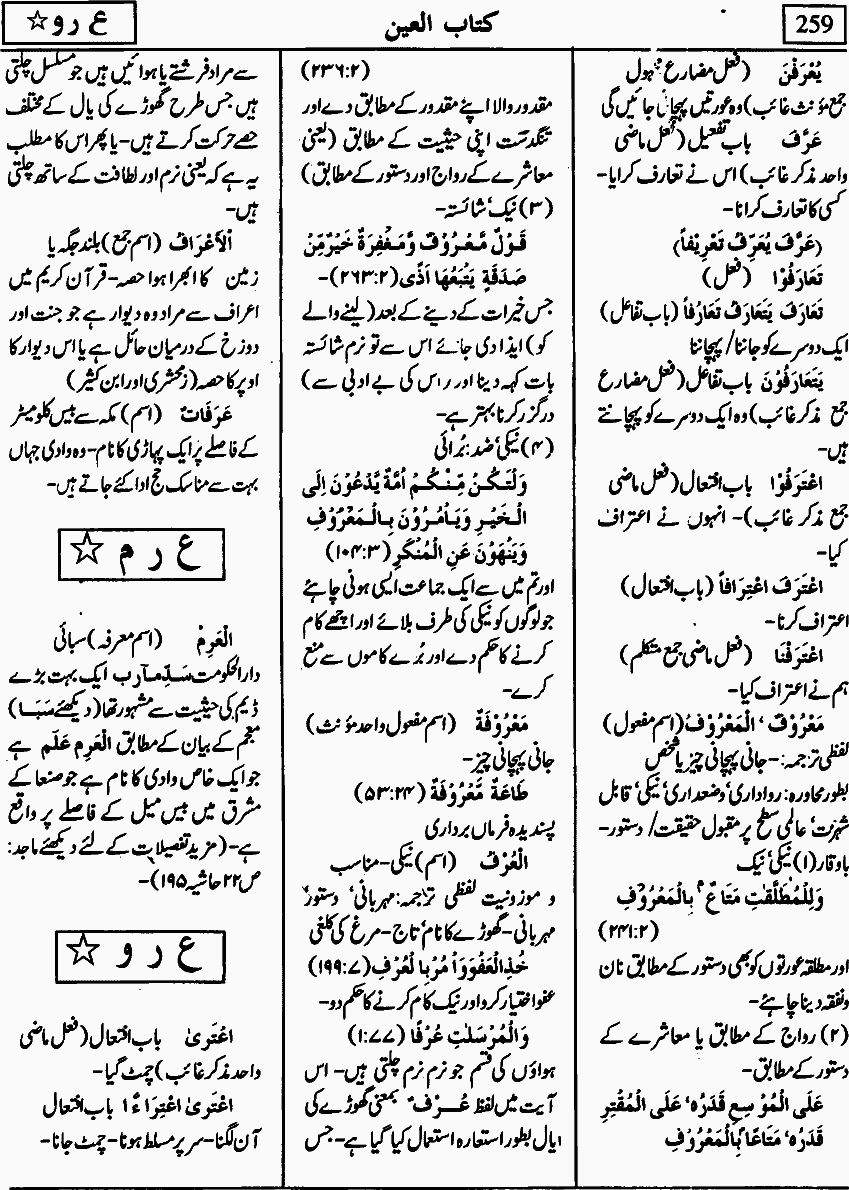 259
کتاب العین
ع رو ☆
یُعْرَفْنَ (فعل مضارع مجہول
جمع مؤنث غائب) وہ عورتیں پہچانی جائیں گی
عَرَّفَ باب تفعیل (فعل ماضی
واحد مذکر غائب) اس نے تعارف کرایا-
کسی کا تعارف کرانا-
(عَرَّفَ یُعَرِّفُ تَعْرِیْفاً)
تَعَارَفُوْا (فعل)
تَعَارَفَ یَتَعَارَفُ تَعَارُفاً (باب تفاعل)
ایک دوسرے کو جاننا/ پہچاننا
یَتَعَارَفُوْنَ باب تفاعل (فعل مضارع
جمع مذکر غائب) وہ ایک دوسرے کو پہچانتے
ہیں-
اعْتَرَفُوْا باب افتعال (فعل ماضی
جمع مذکر غائب)- انہوں نے اعتراف
کیا-
اعْتَرَفَ اعْتِرَافاً (باب افتعال)
اعتراف کرنا-
اعْتَرَفْنَا (فعل ماضی جمع متکلم)
ہم نے اعتراف کیا-
مَعْرُوْفٌ، الْمَعْرُوْفُ (اسم مفعول)
لفظی ترجمہ:- جانی پہچانی چیز یا شخص
بطور محاورہ: رواداری، وضعداری، نیکی، قابل
شہرت، عالمی سطح پر مقبول حقیقت/ دستور-
باوقار (۱) نیکی، نیک
وَلِلْمُطَلَّقٰتِ مَتَاعٌ ۢ بِالْمَعْرُوْفِ
(۲۴۱:۲)
اور مطلقہ عورتوں کو بھی دستور کے مطابق نان
ونفقہ دینا چاہئے-
(۲) رواج کے مطابق یا معاشرے کے
دستور کے مطابق-
عَلَی الْمُوْسِعِ قَدَرُہٗ، عَلَی الْمُقْتِرِ
قَدَرُہٗ، مَتَاعًا بِالْمَعْرُوْفِ
(۲۳۶:۲)
مقدور والا اپنے مقدور کے مطابق دے اور
تنگدست اپنی حیثیت کے مطابق (یعنی
معاشرے کے رواج اور دستور کے مطابق)
(۳) نیک، شائستہ-
قَوْلٌ مَّعْرُوْفٌ وَّمَغْفِرَةٌ خَیْرٌمِّنْ
صَدَقَةٍ یَّتْبَعُهَا اَذًی (۲۶۳:۲)-
جس خیرات کے دینے کے بعد (لینے والے
کو) ایذا دی جائے اس سے تو نرم شائستہ
بات کہہ دینا اور (اس کی بے ادبی سے)
درگزر کرنا بہتر ہے-
(۴) نیکی، ضد: بُرائی
وَلْتَکُنْ مِّنْکُمْ اُمَّةٌ یَّدْعُوْنَ اِلَی
الْخَیْرِ وَیَاْمُرُوْنَ بِالْمَعْرُوْفِ
وَیَنْهَوْنَ عَنِ الْمُنْکَرِ (۱۰۴:۳)
اور تم میں سے ایک جماعت ایسی ہونی چاہئے
جو لوگوں کو نیکی کی طرف بلائے اور اچھے کام
کرنے کا حکم دے اور بُرے کاموں سے منع
کرے-
مَعْرُوْفَةٌ (اسم مفعول واحد مؤنث)
جانی پہچانی چیز-
طَاعَةٌ مَّعْرُوْفَةٌ (۵۳:۲۴)
پسندیدہ فرماں برداری
الْعُرْفُ (اسم) نیکی- مناسب
و موزونیت لفظی ترجمہ: مہربانی، دستور،
مہربانی- گھوڑے کا نام، تاج- مرغ کی کلغی
خُذِالْعَفْوَوَاْمُرْبِالْعُرْفِ (۱۹۹:۷)
عفو اختیار کرو اور نیک کام کرنے کا حکم دو-
وَالْمُرْسَلٰتِ عُرْفًا (۱:۷۷)
ہواؤں کی قسم جو نرم نرم چلتی ہیں- اس
آیت میں لفظ عُرْفٌ بمعنی گھوڑے کی
ایال بطور استعارہ استعمال کیا گیا ہے- جس
سے مراد فرشتے یا ہوائیں ہیں جو مسلسل چلتی
ہیں جس طرح گھوڑے کی یال کے مختلف
حصے حرکت کرتے ہیں- یا پھر اس کا مطلب
یہ ہے کہ یعنی نرم اور لطافت کے ساتھ چلتی
ہیں-
اَلْاَعْرَافُ (اسم جمع) بلند جگہ یا
زمین کا ابھرا ہوا حصہ- قرآن کریم میں
اعراف سے مراد وہ دیوار ہے جو جنت اور
دوزخ کے درمیان حائل ہے یا اس دیوار کا
اوپر کا حصہ (زمخشری اور ابن کثیر)
عَرَفَاتٌ (اسم) مکہ سے بیس کلو میٹر
کے فاصلے پر ایک پہاڑی کا نام- وہ وادی جہاں
بہت سے مناسک حج ادا کئے جاتے ہیں-
ع ر م ☆
الْعَرِمُ (اسم معرفہ) سبائی
دارالحکومت سَدِّ مَآرب ایک بہت بڑے
ڈیم کی حیثیت سے مشہور تھا (دیکھئے سَبَا)
معجم کے بیان کے مطابق الْعَرِم عَلَم ہے
جو ایک خاص وادی کا نام ہے جو صنعا کے
مشرق میں بیس میل کے فاصلے پر واقع
ہے- (مزید تفصیلات کے لئے دیکھئے ماجد:
ص ۲۲ حاشیہ ۱۹۵)-
ع ر و ☆
اعْتَریٰ باب افتعال (فعل ماضی
واحد مذکر غائب) چمٹ گیا-
اعْتَریٰ اعْتِرَاءً ا باب افتعال
آن لگنا- سر پر مسلط ہونا- چمٹ جانا-